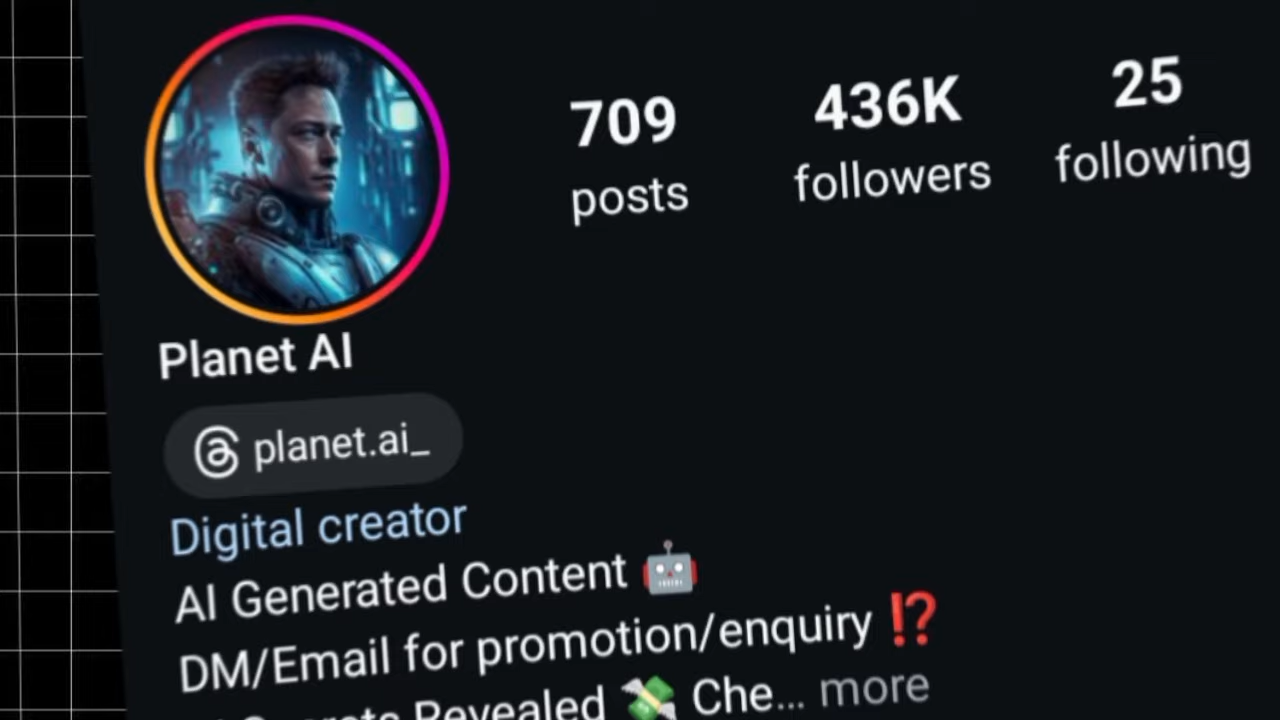 709 436K 25
posts followers following
Planet AI
planet.ai_
Digital creator
AI Generated Content 🤖
DM/Email for promotion/enquiry ⁉️
Revealed 💸 Che... more